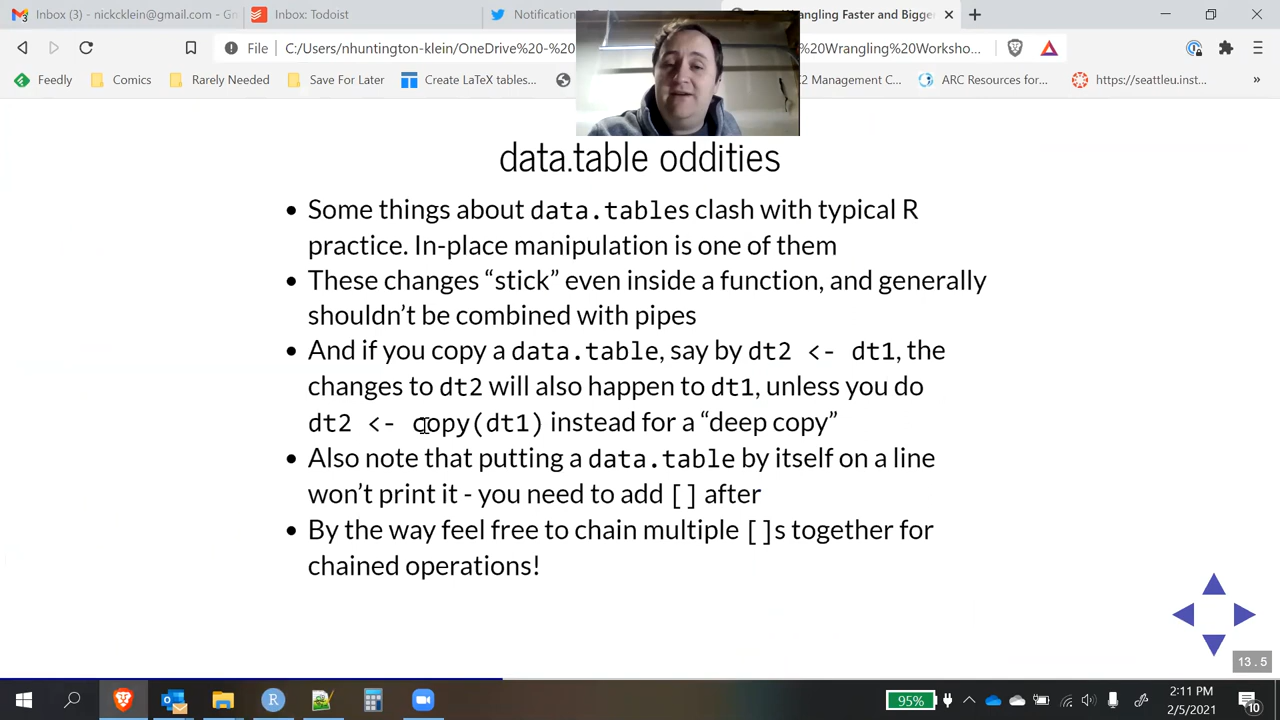 Inbox: nickcklein@gmail.com - G
Inbox: Todoist
Notification
Wrangling Faster and Bigge
File
C:/Users/nhuntington-klein/OneDrive%20-%20
%20Wrangling%20Worksho...
Feedly
Comics
Rarely Needed
Save For Later
Create LaTeX tables...
2 Management C...
ARC Resources for...
https://seattleu.inst...
data.table oddities
• Some things about data.tables clash with typical R
practice. In-place manipulation is one of them
• These changes “stick” even inside a function, and generally
shouldn’t be combined with pipes
• And if you copy a data.table, say by dt2 <- dt1, the
changes to dt2 will also happen to dt1, unless you do
dt2 <- copy(dt1) instead for a “deep copy”
• Also note that putting a data.table by itself on a line
won’t print it - you need to add [] after
• By the way feel free to chain multiple []s together for
chained operations!
13.5
95%
2:11 PM
2/5/2021
10